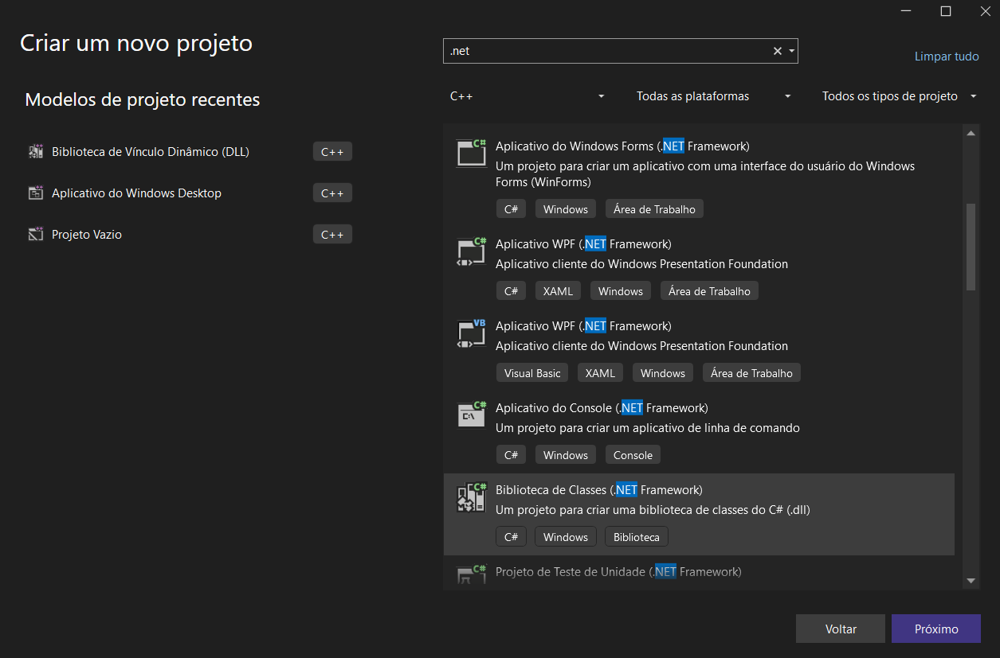 Criar um novo projeto
.net
Limpar tudo
Modelos de projeto recentes
C++
Todas as plataformas
Todos os tipos de projeto
Biblioteca de Vínculo Dinâmico (DLL)
C++
Aplicativo do Windows Desktop
C++
Projeto Vazio
C++
C#
Aplicativo do Windows Forms (.NET Framework)
Um projeto para criar um aplicativo com uma interface do usuário do Windows
Forms (WinForms)
C# Windows Área de Trabalho
C#
Aplicativo WPF (.NET Framework)
Aplicativo cliente do Windows Presentation Foundation
C# XAML Windows Área de Trabalho
VB
Aplicativo WPF (.NET Framework)
Aplicativo cliente do Windows Presentation Foundation
Visual Basic XAML Windows Área de Trabalho
C#
C:\
Aplicativo do Console (.NET Framework)
Um projeto para criar um aplicativo de linha de comando
C# Windows Console
C#
Biblioteca de Classes (.NET Framework)
Um projeto para criar uma biblioteca de classes do C# (.dll)
C# Windows Biblioteca
C#
Projeto de Teste de Unidade (.NET Framework)
Voltar
Próximo